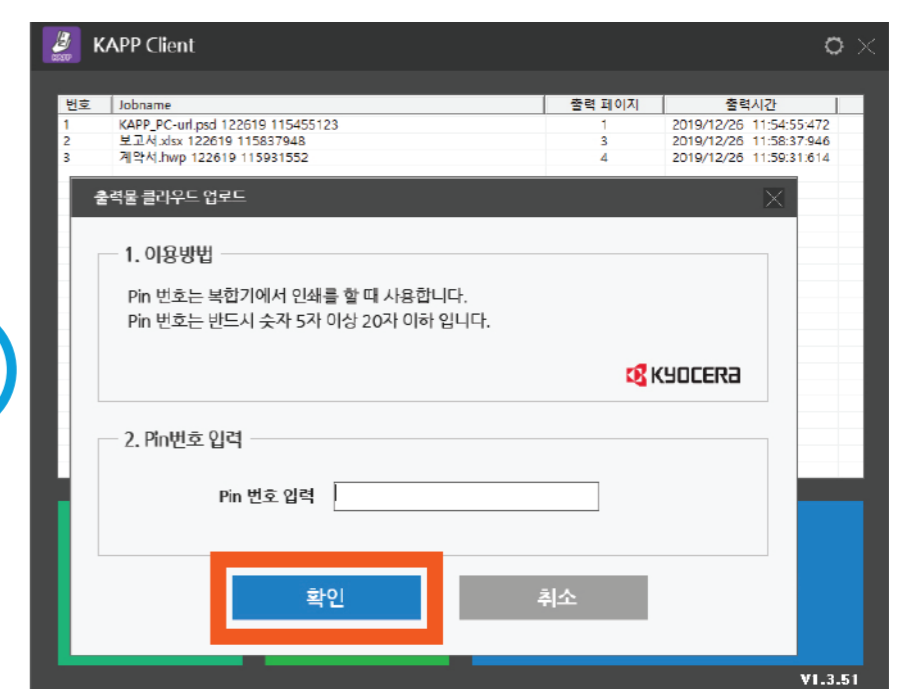 KAPP KAPP Client
번호 Jobname 출력 페이지 출력시간
1 KAPP_PC-url.psd 122619 115455123 1 2019/12/26 11:54:55:472
2 보고서.xlsx 122619 115837948 3 2019/12/26 11:58:37:946
3 계약서.hwp 122619 115931552 4 2019/12/26 11:59:31:614
출력물 클라우드 업로드
1. 이용방법
Pin 번호는 복합기에서 인쇄를 할 때 사용합니다.
Pin 번호는 반드시 숫자 5자 이상 20자 이하 입니다.
KYOCERA
2. Pin번호 입력
Pin 번호 입력
확인 취소
V1.3.51